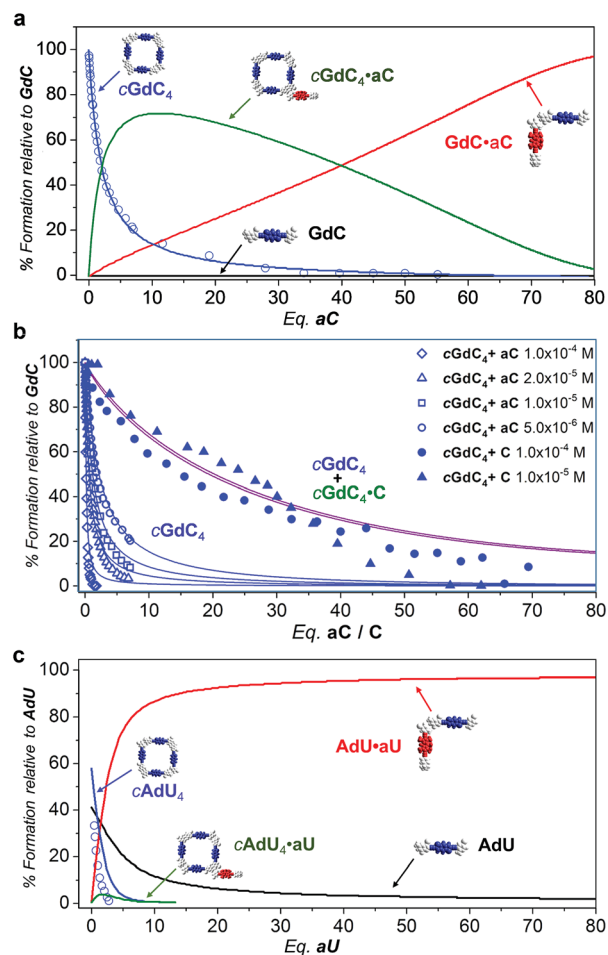 a
% Formation relative to GdC
100
80
60
40
20
0
cGdC₄
cGdC₄•aC
GdC•aC
GdC
0 10 20 30 40 50 60 70 80
Eq. aC
b
% Formation relative to GdC
100
80
60
40
20
0
cGdC₄+ aC 1.0x10⁻⁴ M
cGdC₄+ aC 2.0x10⁻⁵ M
cGdC₄+ aC 1.0x10⁻⁵ M
cGdC₄+ aC 5.0x10⁻⁶ M
cGdC₄+ C 1.0x10⁻⁴ M
cGdC₄+ C 1.0x10⁻⁵ M
cGdC₄
+
cGdC₄•C
cGdC₄
0 10 20 30 40 50 60 70 80
Eq. aC / C
c
% Formation relative to AdU
100
80
60
40
20
0
cAdU₄
AdU•aU
cAdU₄•aU
AdU
0 10 20 30 40 50 60 70 80
Eq. aU